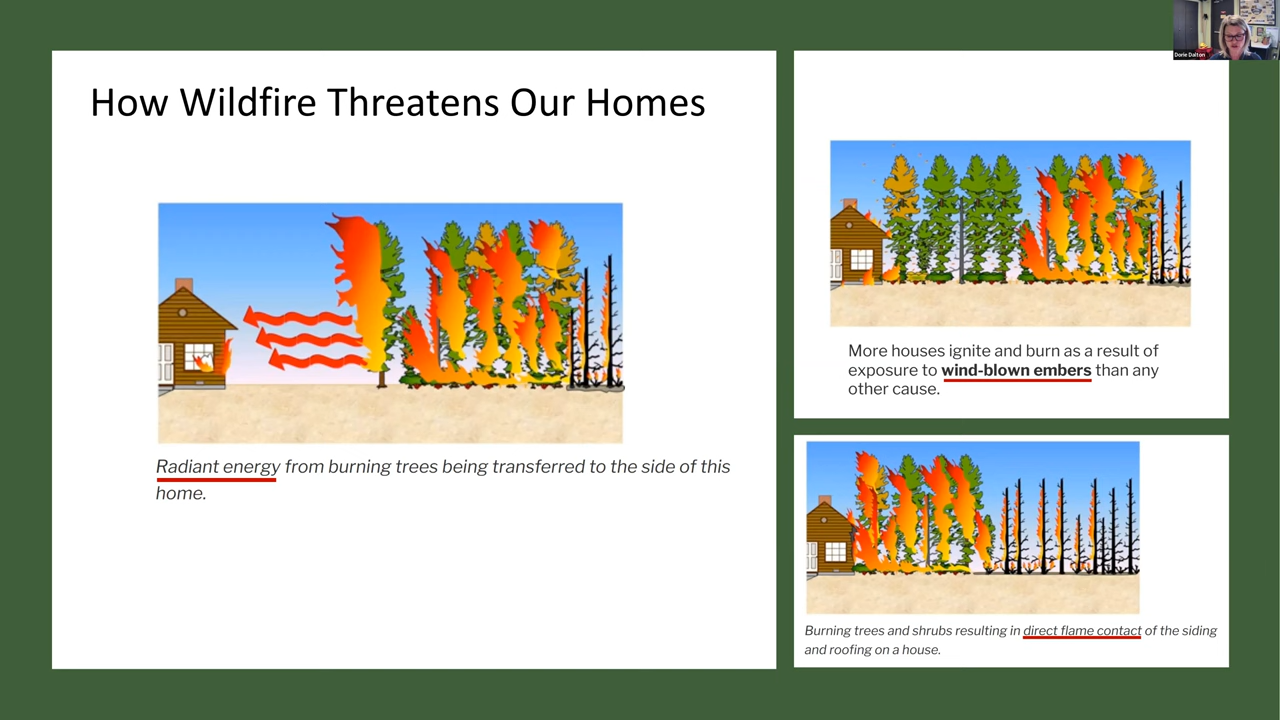 How Wildfire Threatens Our Homes
Radiant energy from burning trees being transferred to the side of this
home.
More houses ignite and burn as a result of
exposure to wind-blown embers than any
other cause.
Burning trees and shrubs resulting in direct flame contact of the siding
and roofing on a house.
Dorie Dalton